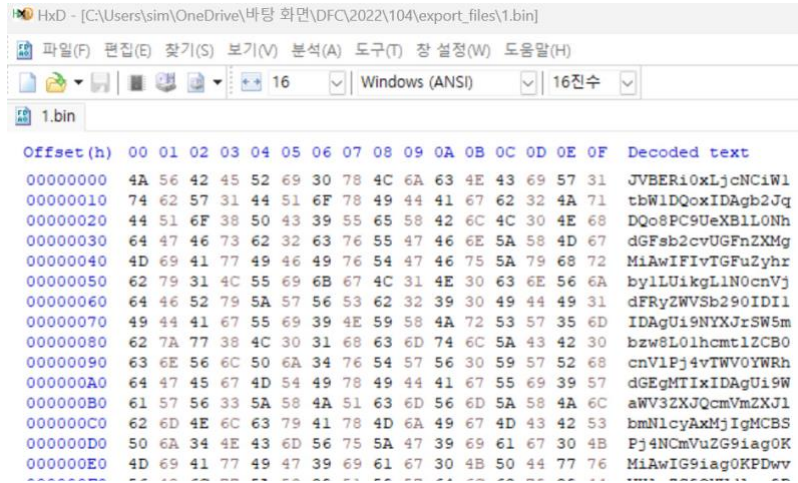 HxD - [C:\Users\sim\OneDrive\바탕 화면\DFC\2022\104\export_files\1.bin]
파일(F) 편집(E) 찾기(S) 보기(V) 분석(A) 도구(T) 창 설정(W) 도움말(H)
16 Windows (ANSI) 16진수
1.bin
Offset(h) 00 01 02 03 04 05 06 07 08 09 0A 0B 0C 0D 0E 0F Decoded text
00000000 4A 56 42 45 52 69 30 78 4C 6A 63 4E 43 69 57 31 JVBERi0xLjcNCiW1
00000010 74 62 57 31 44 51 6F 78 49 44 41 67 62 32 4A 71 tbW1DQoxIDAgb2Jq
00000020 44 51 6F 38 50 43 39 55 65 58 42 6C 4C 30 4E 68 DQo8PC9UeXBlL0Nh
00000030 64 47 46 73 62 32 63 76 55 47 46 6E 5A 58 4D 67 dGFsb2cvUGFnZXMg
00000040 4D 69 41 77 49 46 49 76 54 47 46 75 5A 79 68 72 MiAwIFIvTGFuZyhr
00000050 62 79 31 4C 55 69 6B 67 4C 31 4E 30 63 6E 56 6A by1LUikgL1N0cnVj
00000060 64 46 52 79 5A 57 56 53 62 32 39 30 49 44 49 31 dFRyZWVSb290IDI1
00000070 49 44 41 67 55 69 39 4E 59 58 4A 72 53 57 35 6D IDAgUi9NYXJrSW5m
00000080 62 7A 77 38 4C 30 31 68 63 6D 74 6C 5A 43 42 30 bzw8L01hcmtlZCB0
00000090 63 6E 56 6C 50 6A 34 76 54 57 56 30 59 57 52 68 cnVlPj4vTWV0YWRh
000000A0 64 47 45 67 4D 54 49 78 49 44 41 67 55 69 39 57 dGEgMTIxIDAgUi9W
000000B0 61 57 56 33 5A 58 4A 51 63 6D 56 6D 5A 58 4A 6C aWV3ZXJQcmVmZXJl
000000C0 62 6D 4E 6C 63 79 41 78 4D 6A 49 67 4D 43 42 53 bmNlcyAxMjIgMCBS
000000D0 50 6A 34 4E 43 6D 56 75 5A 47 39 69 61 67 30 4B Pj4NCmVuZG9iag0K
000000E0 4D 69 41 77 49 47 39 69 61 67 30 4B 50 44 77 76 MiAwIG9iag0KPDwv